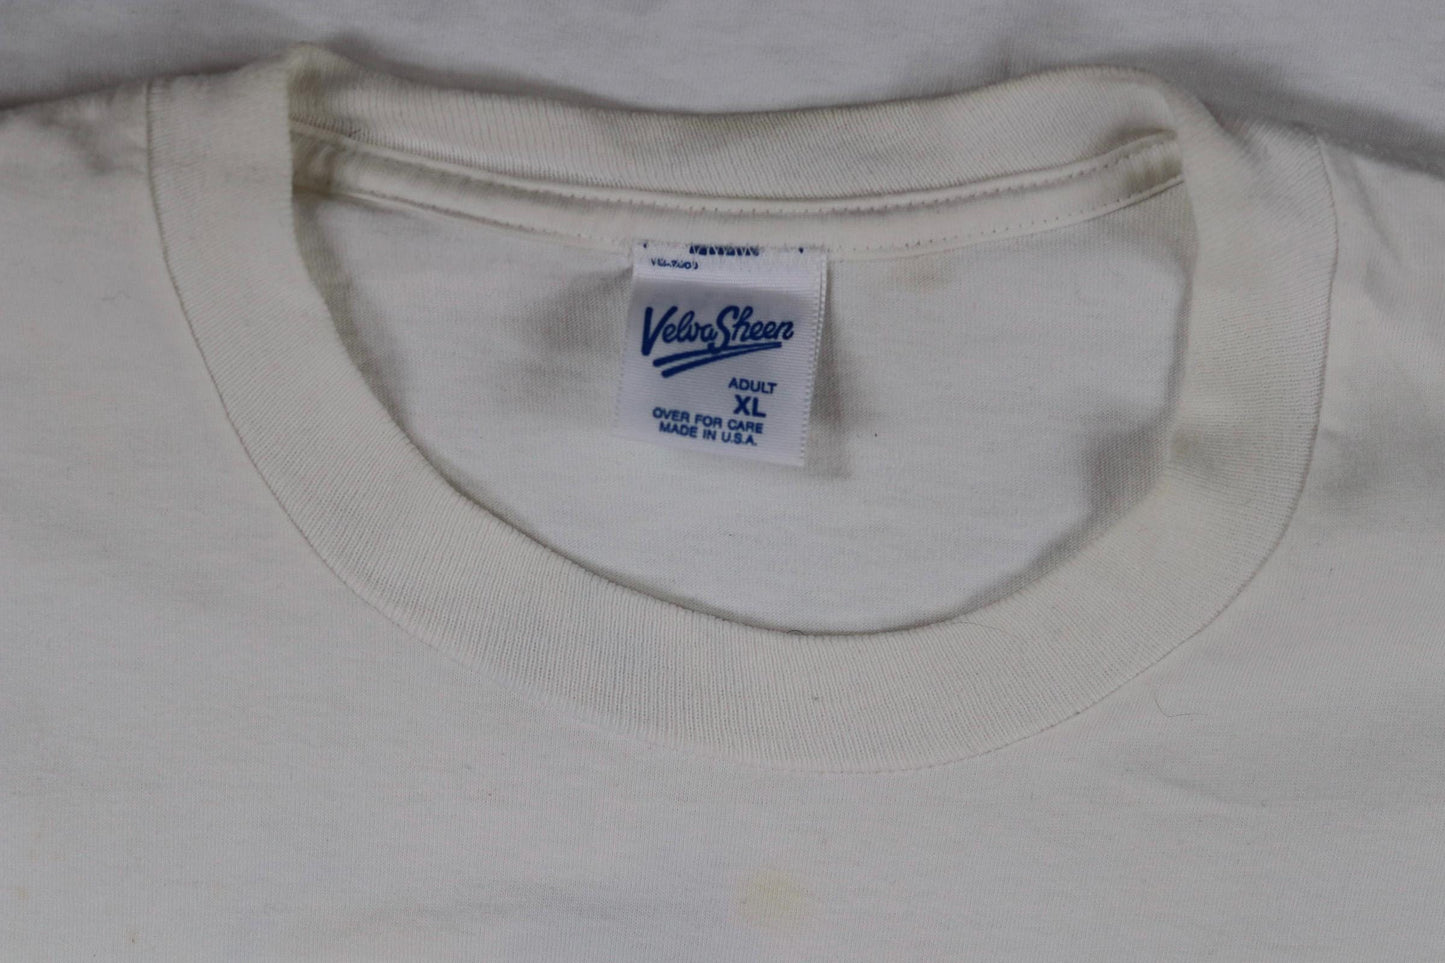 VelvaSheen
ADULT
XL
OVER FOR CARE
MADE IN U.S.A.